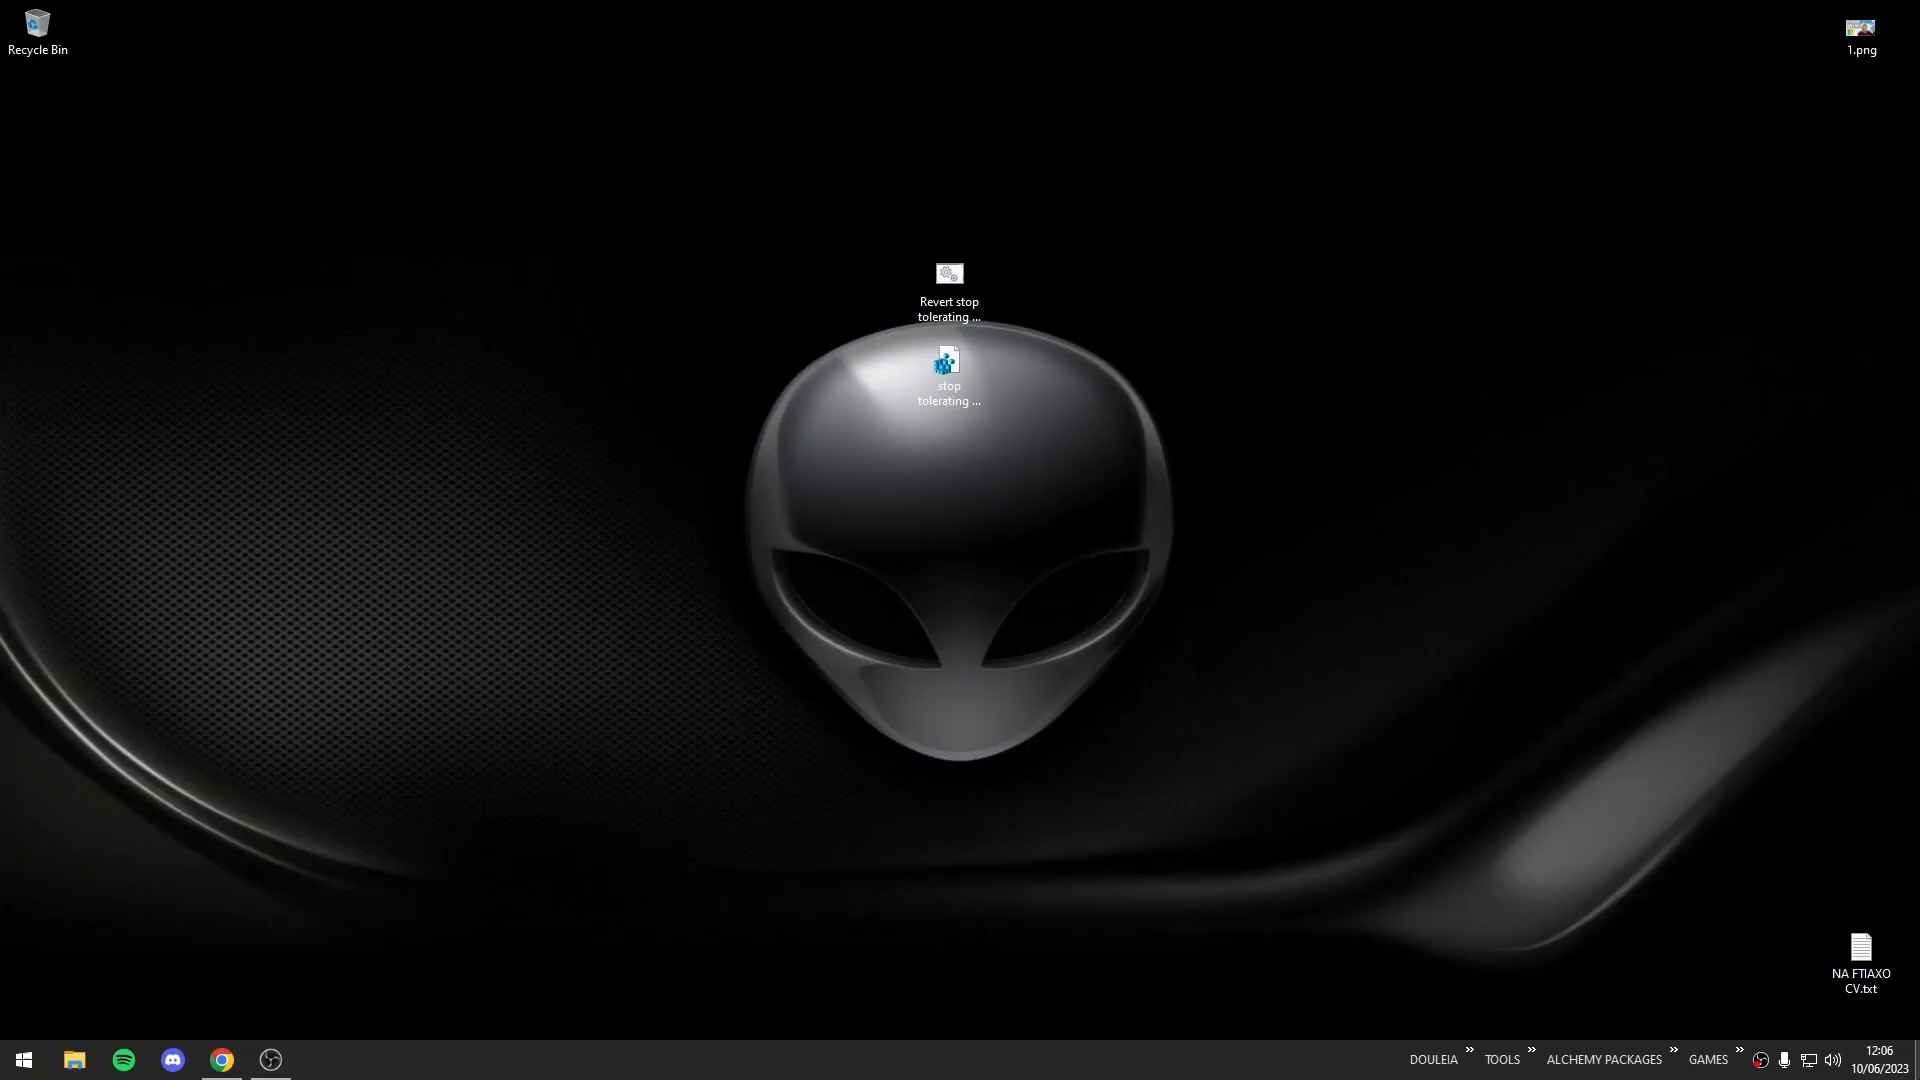 Recycle Bin
1.png
Revert stop
tolerating ...
stop
tolerating ...
NA FTIAXO
CV.txt
DOULEIA
TOOLS
ALCHEMY PACKAGES
GAMES
12:06
10/06/2023